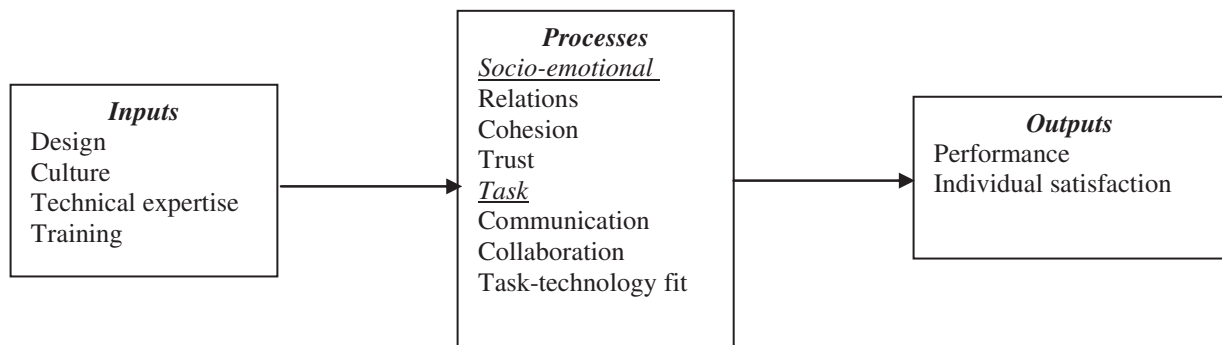 Inputs
Design
Culture
Technical expertise
Training
Processes
Socio-emotional
Relations
Cohesion
Trust
Task
Communication
Collaboration
Task-technology fit
Outputs
Performance
Individual satisfaction